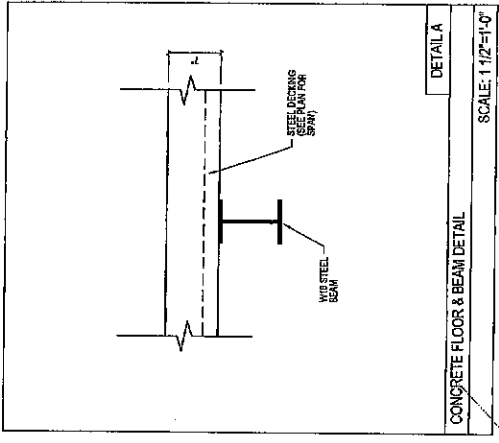 STEEL DECKING
(SEE PLAN FOR
SPAN)
STEEL
BEAM
DETAIL A
CONCRETE FLOOR & BEAM DETAIL
SCALE: 1 1/2"=1'-0"